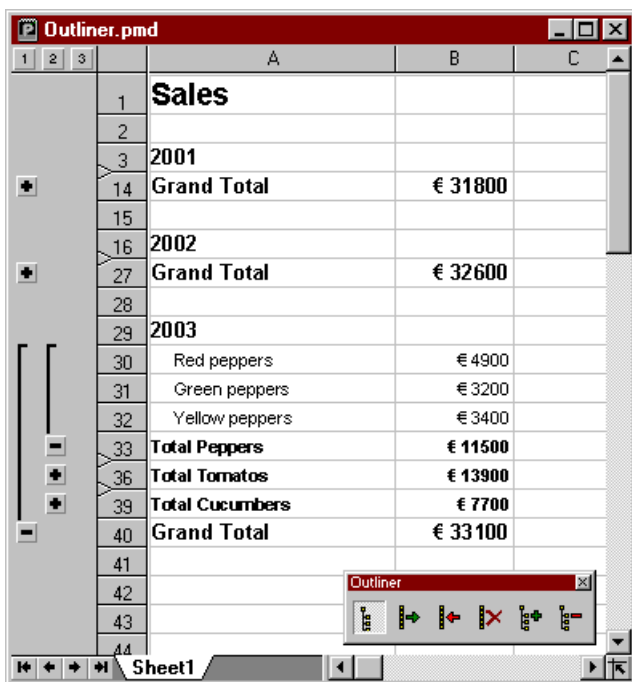 Outliner.pmd
1 2 3 A B C
1 Sales
2
3 2001
14 Grand Total € 31800
15
16 2002
27 Grand Total € 32600
28
29 2003
30 Red peppers € 4900
31 Green peppers € 3200
32 Yellow peppers € 3400
33 Total Peppers € 11500
36 Total Tomatos € 13900
39 Total Cucumbers € 7700
40 Grand Total € 33100
41
42
43
44
Outliner
Sheet1